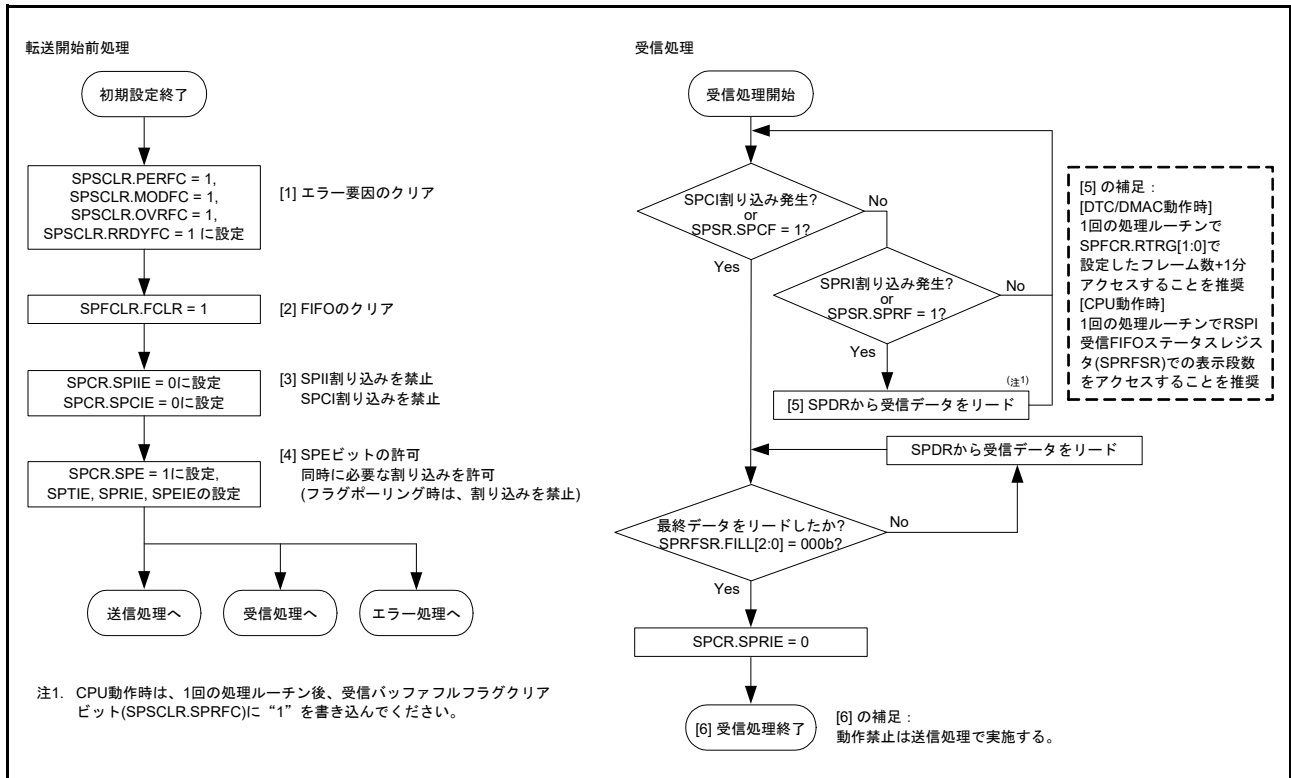 転送開始前処理
初期設定終了
SPSCLR.PERFC = 1,
SPSCLR.MODFC = 1,
SPSCLR.OVRFC = 1,
SPSCLR.RRDYFC = 1 に設定
[1] エラー要因のクリア
SPFCLR.FCLR = 1
[2] FIFOのクリア
SPCR.SPIIE = 0に設定
SPCR.SPCIE = 0に設定
[3] SPII割り込みを禁止
SPCI割り込みを禁止
SPCR.SPE = 1に設定,
SPTIE, SPRIE, SPEIEの設定
[4] SPEビットの許可
同時に必要な割り込みを許可
(フラグポーリング時は、割り込みを禁止)
送信処理へ
受信処理へ
エラー処理へ
注1. CPU動作時は、1回の処理ルーチン後、受信バッファフルフラグクリア
ビット(SPSCLR.SPRFC)に“1”を書き込んでください。
受信処理
受信処理開始
SPCI割り込み発生?
or
SPSR.SPCF = 1?
No
Yes
SPRI割り込み発生?
or
SPSR.SPRF = 1?
No
Yes
(注1)
[5] SPDRから受信データをリード
[5] の補足：
[DTC/DMAC動作時]
1回の処理ルーチンで
SPFCR.RTRG[1:0]で
設定したフレーム数+1分
アクセスすることを推奨
[CPU動作時]
1回の処理ルーチンでRSPI
受信FIFOステータスレジス
タ(SPRFSR)での表示段数
をアクセスすることを推奨
SPDRから受信データをリード
最終データをリードしたか?
SPRFSR.FILL[2:0] = 000b?
No
Yes
SPCR.SPRIE = 0
[6] 受信処理終了
[6] の補足：
動作禁止は送信処理で実施する。